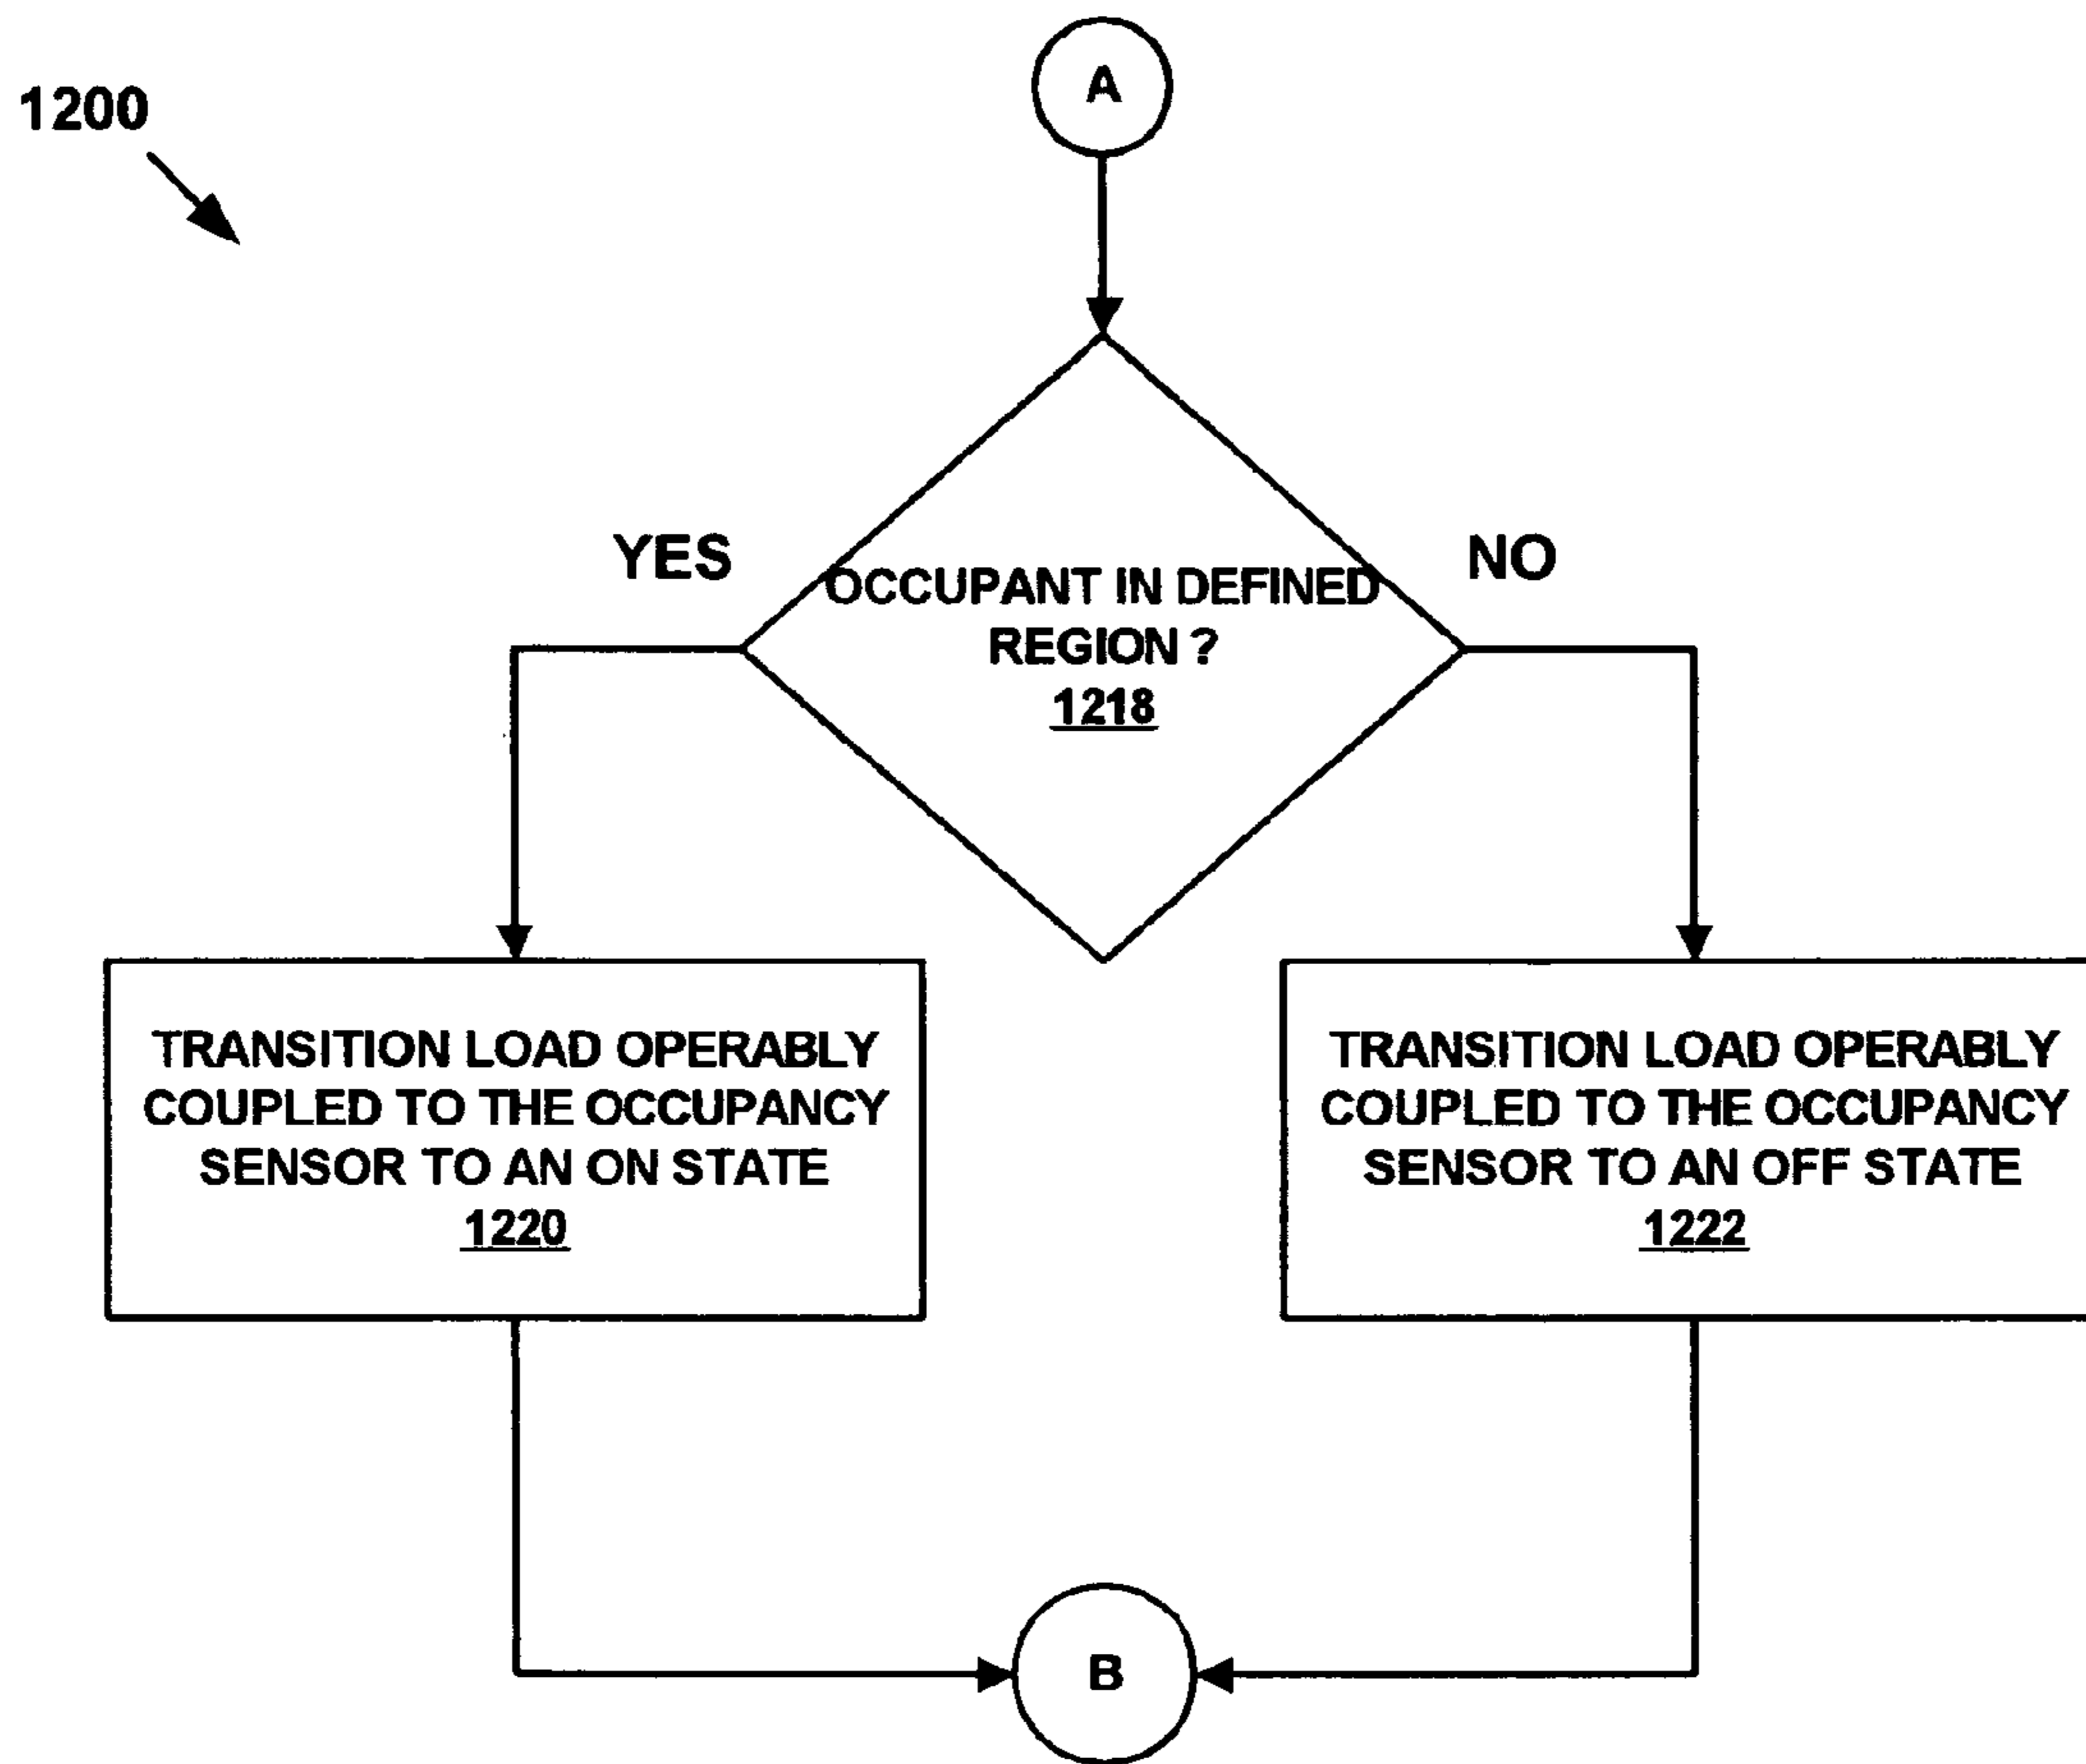 1200
A
YES
NO
OCCUPANT IN DEFINED
REGION ?
1218
TRANSITION LOAD OPERABLY
COUPLED TO THE OCCUPANCY
SENSOR TO AN ON STATE
1220
TRANSITION LOAD OPERABLY
COUPLED TO THE OCCUPANCY
SENSOR TO AN OFF STATE
1222
B